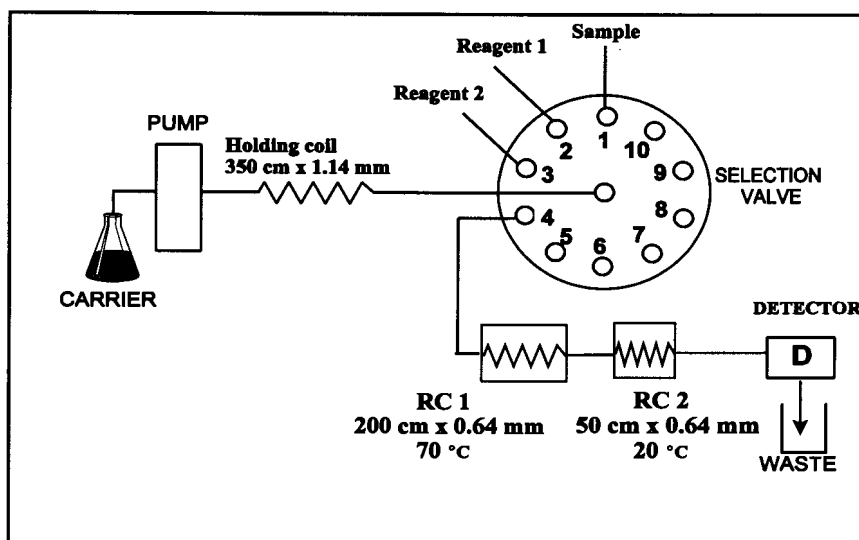 Sample
Reagent 1
Reagent 2
PUMP
Holding coil
350 cm x 1.14 mm
1
2
10
3
9
SELECTION
VALVE
4
8
5
6
7
CARRIER
DETECTOR
D
RC 1
200 cm x 0.64 mm
70 °C
RC 2
50 cm x 0.64 mm
20 °C
WASTE